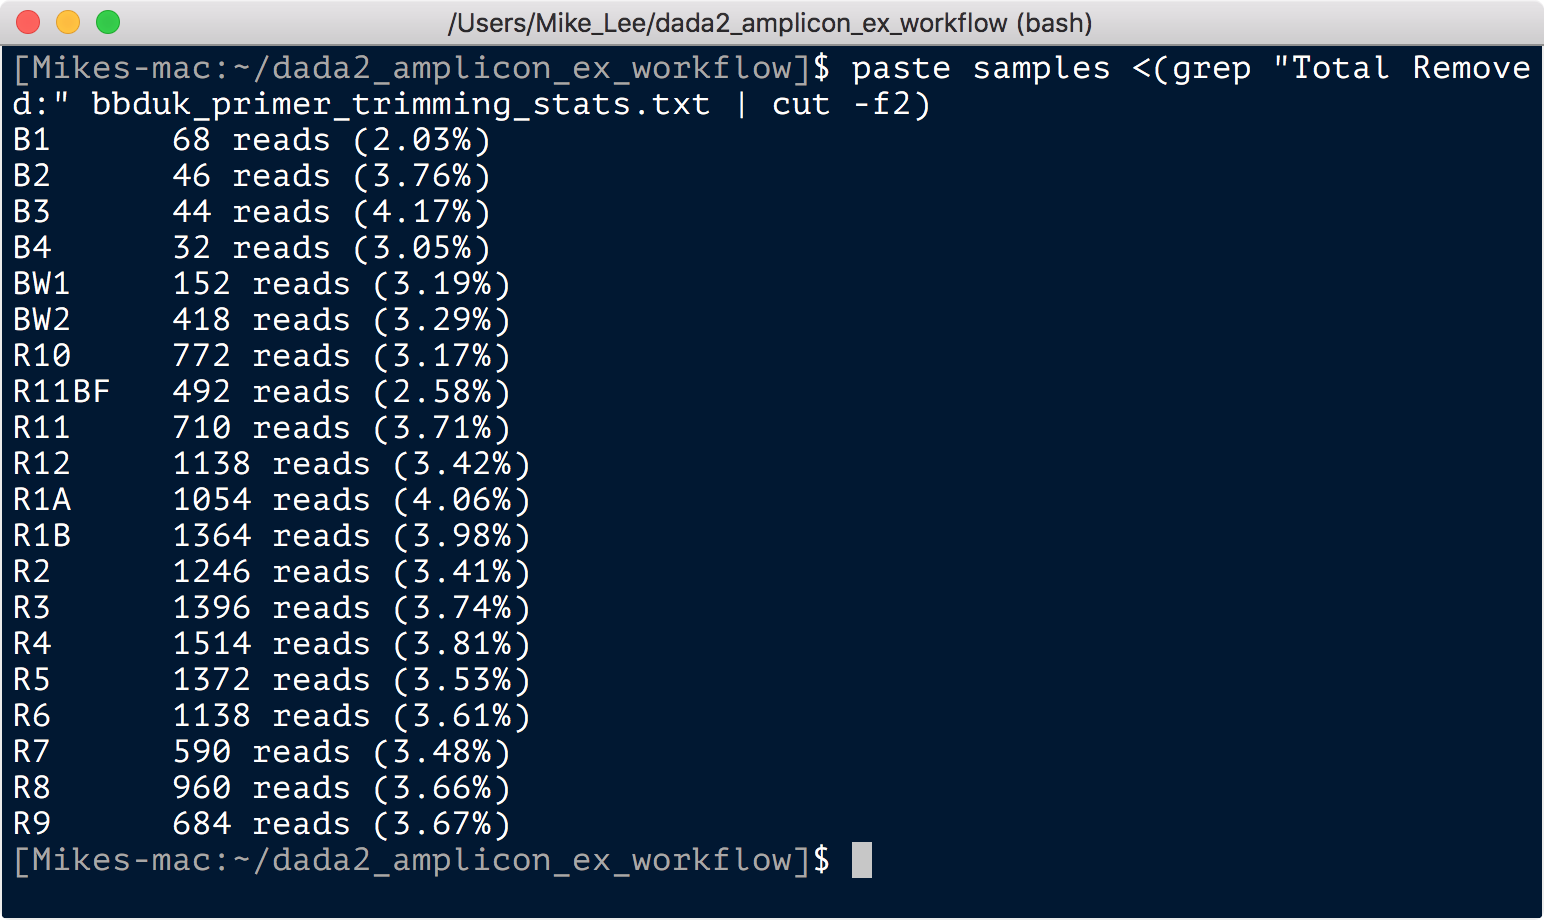 /Users/Mike_Lee/dada2_amplicon_ex_workflow (bash)
[Mikes-mac:~/dada2_amplicon_ex_workflow]$ paste samples <(grep "Total Remove
d:" bbduk_primer_trimming_stats.txt | cut -f2)
B1 68 reads (2.03%)
B2 46 reads (3.76%)
B3 44 reads (4.17%)
B4 32 reads (3.05%)
BW1 152 reads (3.19%)
BW2 418 reads (3.29%)
R10 772 reads (3.17%)
R11BF 492 reads (2.58%)
R11 710 reads (3.71%)
R12 1138 reads (3.42%)
R1A 1054 reads (4.06%)
R1B 1364 reads (3.98%)
R2 1246 reads (3.41%)
R3 1396 reads (3.74%)
R4 1514 reads (3.81%)
R5 1372 reads (3.53%)
R6 1138 reads (3.61%)
R7 590 reads (3.48%)
R8 960 reads (3.66%)
R9 684 reads (3.67%)
[Mikes-mac:~/dada2_amplicon_ex_workflow]$